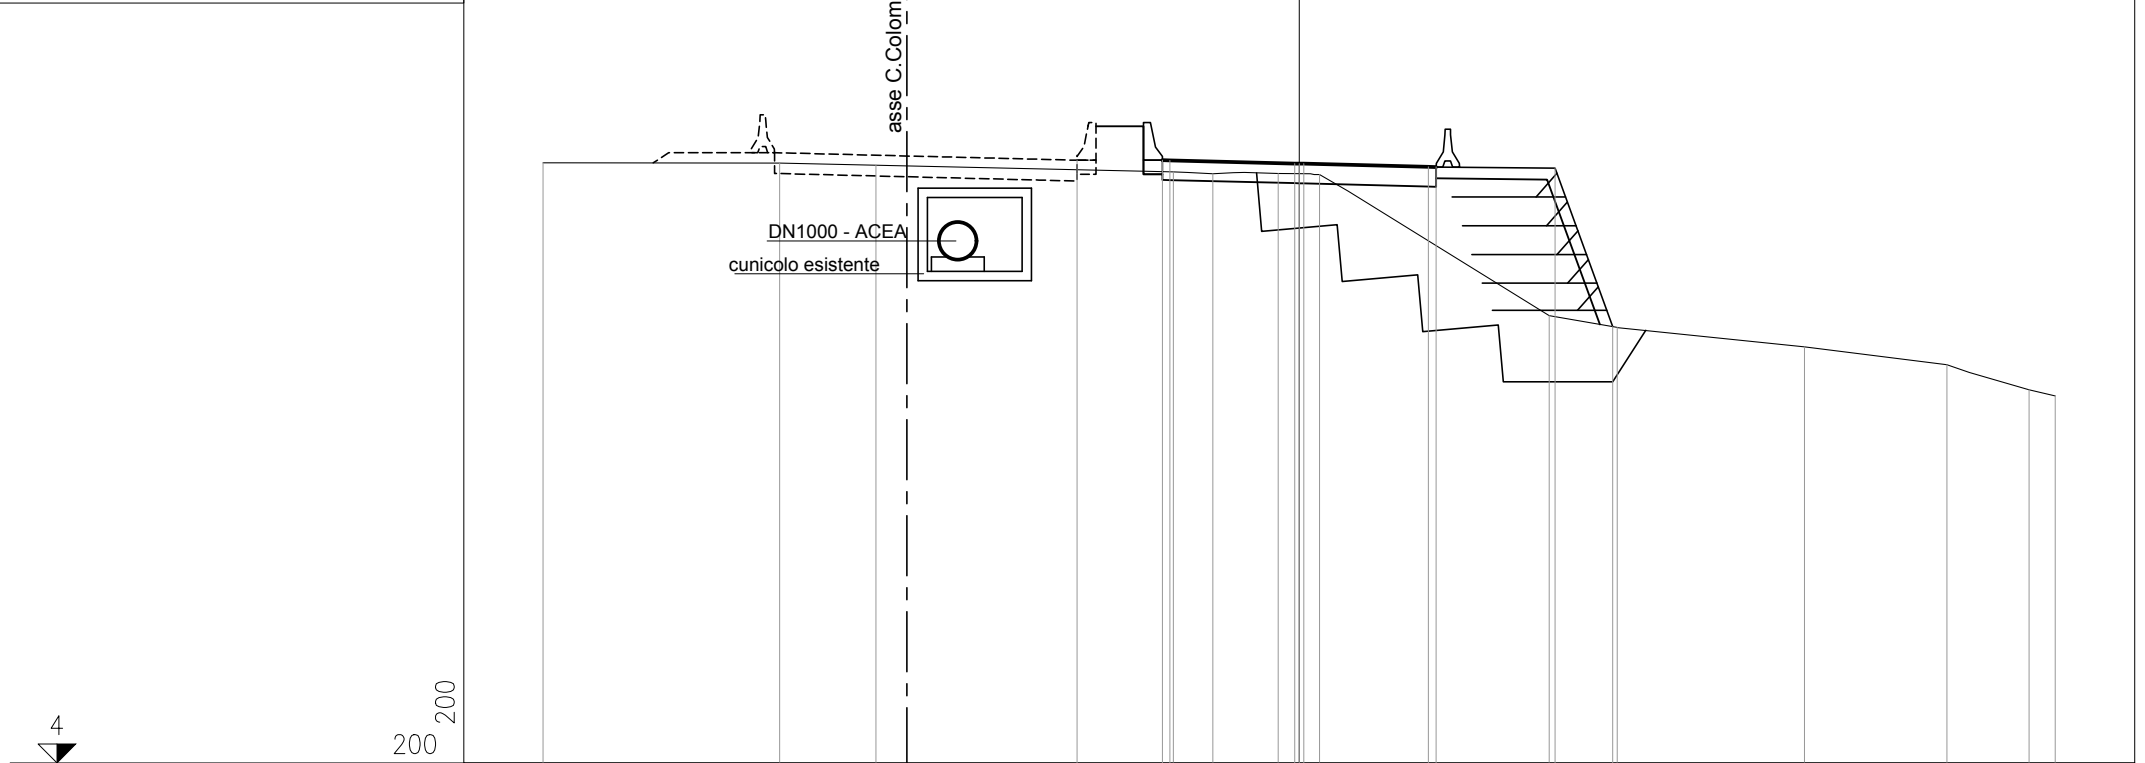 asse C.Colom
DN1000 - ACEA
cunicolo esistente
4
200
200